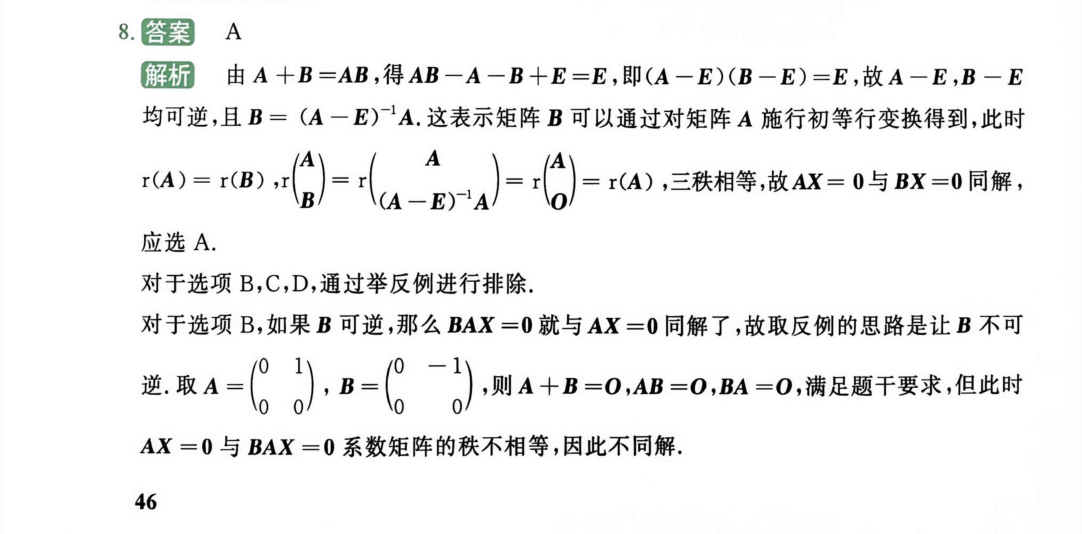 8. 答案 A
解析 由 A+B=AB,得 AB-A-B+E=E,即(A-E)(B-E)=E,故 A-E,B-E
均可逆,且 B=(A-E)⁻¹A. 这表示矩阵 B 可以通过对矩阵 A 施行初等行变换得到,此时
r(A)=r(B),r(A B)=r(A (A-E)⁻¹A)=r(A O)=r(A),三秩相等,故 AX=0 与 BX=0 同解,
应选 A.
对于选项 B,C,D,通过举反例进行排除.
对于选项 B,如果 B 可逆,那么 BAX=0 就与 AX=0 同解了,故取反例的思路是让 B 不可
逆. 取 A=(0 1 0 0), B=(0 -1 0 0),则 A+B=O,AB=O,BA=O,满足题干要求,但此时
AX=0 与 BAX=0 系数矩阵的秩不相等,因此不同解.
46